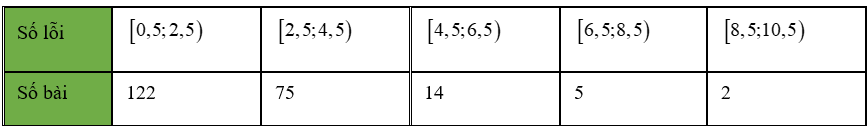 Số lỗi [0,5;2,5) [2,5;4,5) [4,5;6,5) [6,5;8,5) [8,5;10,5)
Số bài 122 75 14 5 2